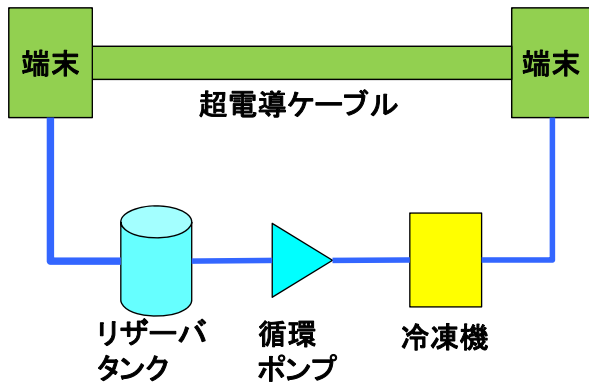 端末
端末
超電導ケーブル
リザーバ
タンク
循環
ポンプ
冷凍機